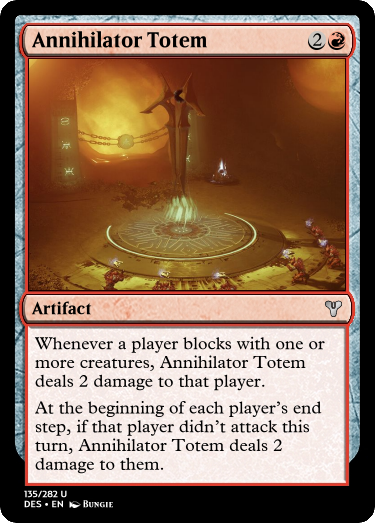 Annihilator Totem 2
Artifact
Whenever a player blocks with one or
more creatures, Annihilator Totem
deals 2 damage to that player.
At the beginning of each player's end
step, if that player didn't attack this
turn, Annihilator Totem deals 2
damage to them.
135/282 U
DES • EN Bungie